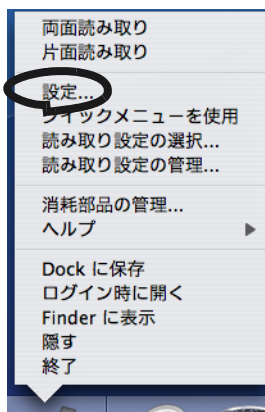 両面読み取り
片面読み取り
設定...
クイックメニューを使用
読み取り設定の選択...
読み取り設定の管理...
消耗部品の管理...
ヘルプ
Dock に保存
ログイン時に開く
Finder に表示
隠す
終了